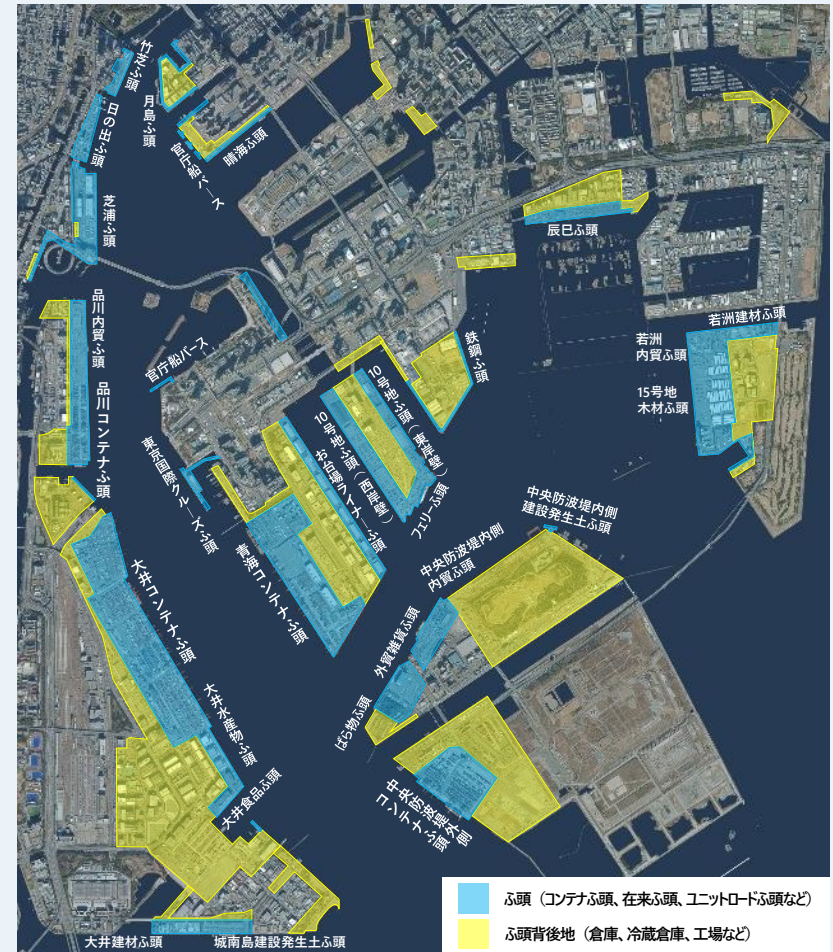 竹芝ふ頭
日の出ふ頭
月島ふ頭
官庁船バース
晴海ふ頭
芝浦ふ頭
辰巳ふ頭
品川内貿ふ頭
品川コンテナふ頭
官庁船バース
東京国際クルーズふ頭
青海コンテナふ頭
お台場ライナーふ頭
10号地ふ頭（西岸壁）
10号地ふ頭（東岸壁）
フェリーふ頭
鉄鋼ふ頭
若洲建材ふ頭
若洲
内貿ふ頭
15号地
木材ふ頭
中央防波堤内側
建設発生土ふ頭
中央防波堤内側
内貿ふ頭
外貿雑貨ふ頭
ばら物ふ頭
中央防波堤外側
コンテナふ頭
大井コンテナふ頭
大井水産物ふ頭
大井食品ふ頭
大井建材ふ頭
城南島建設発生土ふ頭
ふ頭（コンテナふ頭、在来ふ頭、ユニットロードふ頭など）
ふ頭背後地（倉庫、冷蔵倉庫、工場など）